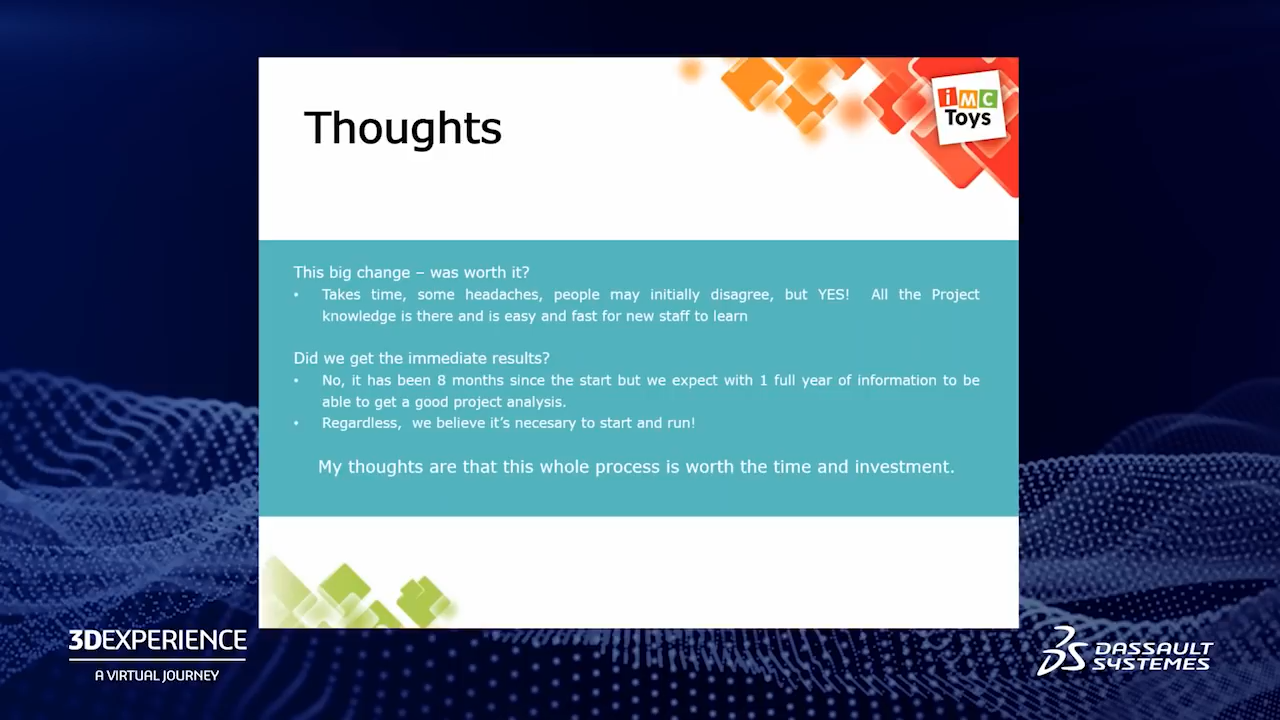 Thoughts
iMC
Toys
This big change – was worth it?
• Takes time, some headaches, people may initially disagree, but YES! All the Project
knowledge is there and is easy and fast for new staff to learn
Did we get the immediate results?
• No, it has been 8 months since the start but we expect with 1 full year of information to be
able to get a good project analysis.
• Regardless, we believe it's necesary to start and run!
My thoughts are that this whole process is worth the time and investment.
3DEXPERIENCE
A VIRTUAL JOURNEY
DASSAULT
SYSTEMES